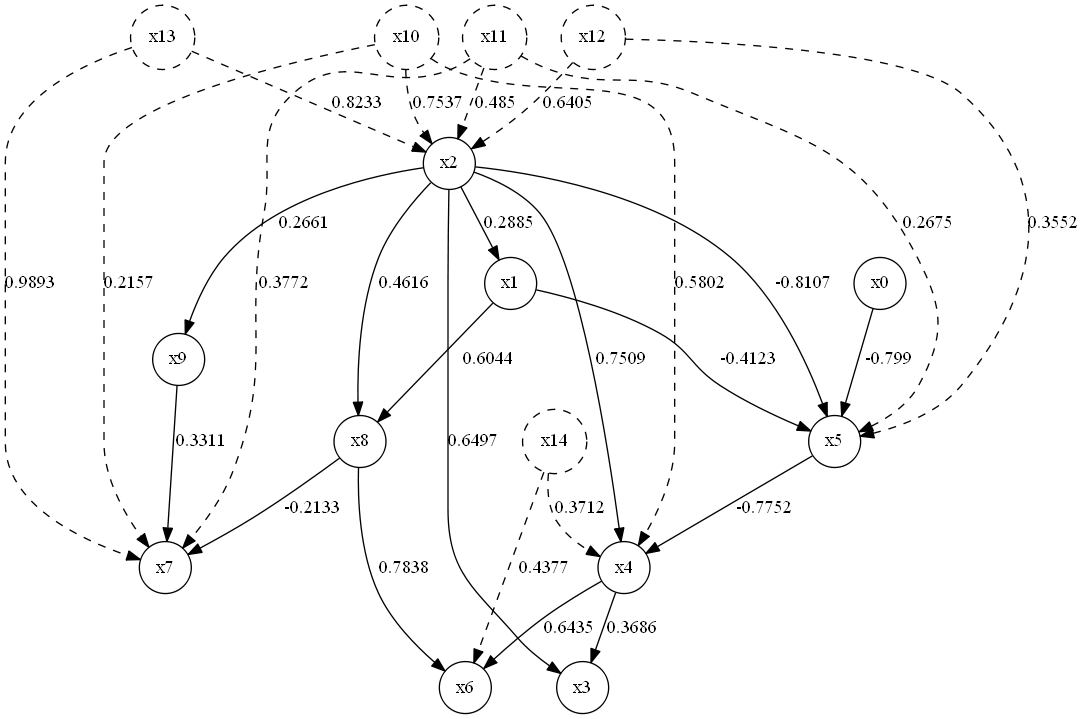 x13 x10 x11 x12
0.8233 0.7537 0.485 0.6405
x2
0.2661 0.2885 0.2675 0.3552
0.9893 0.2157 0.3772 0.4616 x1 0.5802 -0.8107 x0
x9 0.6044 0.7509 -0.4123 -0.799
0.3311 x8 0.6497 x14 x5
-0.2133 0.3712 -0.7752
x7 0.7838 0.4377 x4
0.6435 0.3686
x6 x3